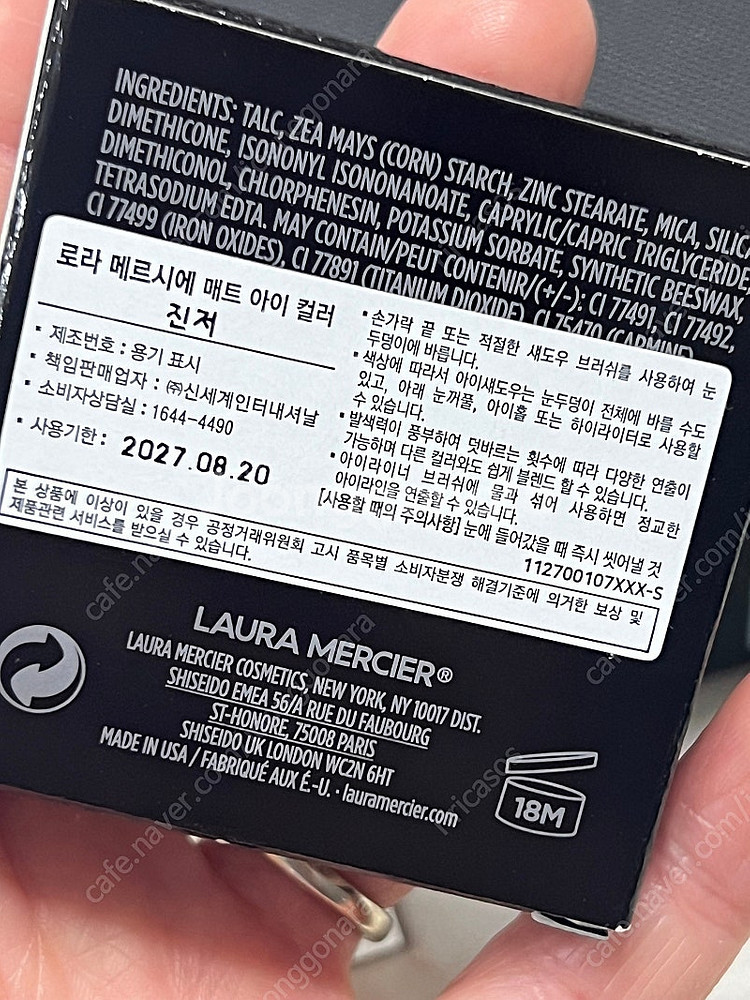 INGREDIENTS: TALC, ZEA MAYS (CORN) STARCH, ZINC STEARATE, MICA,
DIMETHICONE, ISONONYL ISONONANOATE, CAPRYLIC/CAPRIC TRIGLYCERIDE
DIMETHICONOL, CHLORPHENESIN, POTASSIUM SORBATE, SYNTHETIC BEESWAX,
TETRASODIUM EDTA. MAY CONTAIN/PEUT CONTENIR/(+/-): CI 77491, CI 77492,
CI 77499 (IRON OXIDES), CI 77891 (TITANIUM DIOXIDE), CI 75470 (CARMINE)
로라 메르시에 매트 아이 컬러
진저
▪ 제조번호 : 용기 표시
▪ 책임판매업자 : ㈜신세계인터내셔날
▪ 소비자상담실 : 1644-4490
▪ 사용기한 : 2027.08.20
▪손가락 끝 또는 적절한 섀도우 브러쉬를 사용하여 눈
두덩이에 바릅니다.
▪색상에 따라서 아이섀도우는 눈두덩이 전체에 바를 수도
있고, 아래 눈꺼풀, 아이홀 또는 하이라이터로 사용할
수 있습니다.
▪발색력이 풍부하여 덧바르는 횟수에 따라 다양한 연출이
가능하며 다른 컬러와도 쉽게 블렌드 할 수 있습니다.
▪아이라이너 브러쉬에 물과 섞어 사용하면 정교한
아이라인을 연출할 수 있습니다.
[사용할 때의 주의사항] 눈에 들어갔을 때 즉시 씻어낼 것
112700107XXX-S
본 상품에 이상이 있을 경우 공정거래위원회 고시 품목별 소비자분쟁 해결기준에 의거한 보상 및
제품관련 서비스를 받으실 수 있습니다.
LAURA MERCIER®
LAURA MERCIER COSMETICS, NEW YORK, NY 10017 DIST.
SHISEIDO EMEA 56/A RUE DU FAUBOURG
ST-HONORE, 75008 PARIS
SHISEIDO UK LONDON WC2N 6HT
MADE IN USA / FABRIQUÉ AUX É.-U. · lauramercier.com
18M